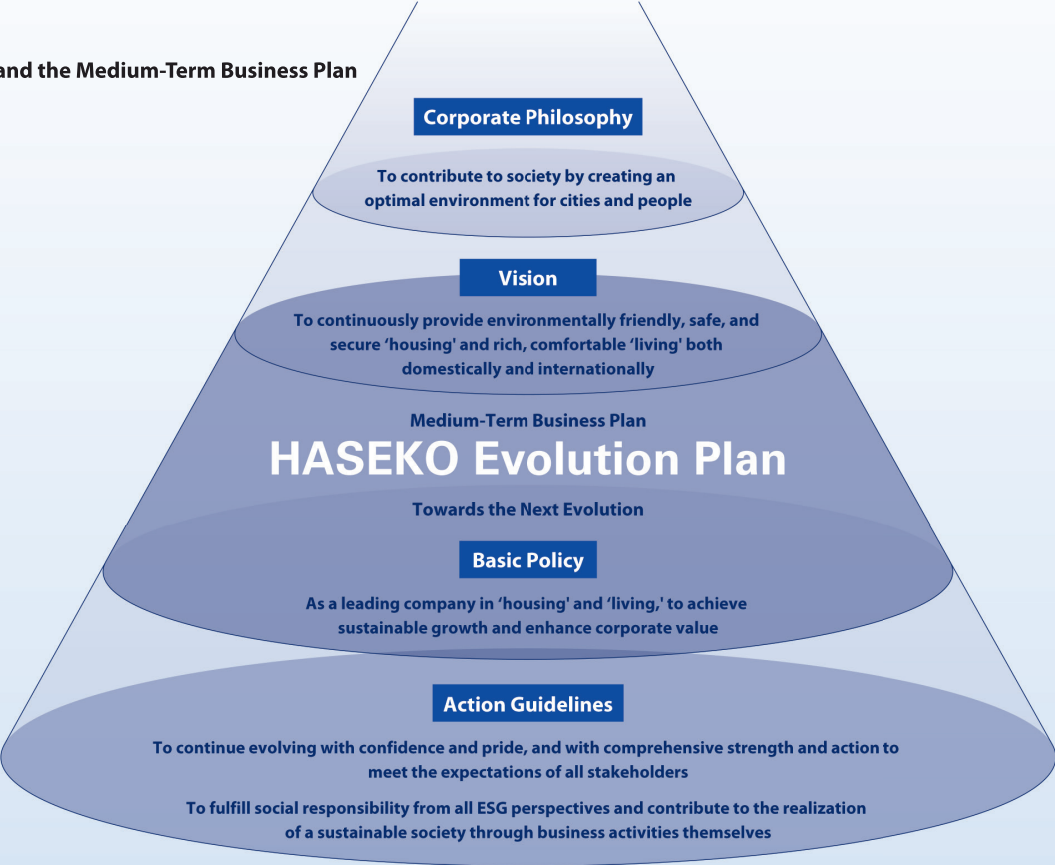 and the Medium-Term Business Plan
Corporate Philosophy
To contribute to society by creating an
optimal environment for cities and people
Vision
To continuously provide environmentally friendly, safe, and
secure ‘housing' and rich, comfortable ‘living' both
domestically and internationally
Medium-Term Business Plan
HASEKO Evolution Plan
Towards the Next Evolution
Basic Policy
As a leading company in ‘housing' and ‘living,' to achieve
sustainable growth and enhance corporate value
Action Guidelines
To continue evolving with confidence and pride, and with comprehensive strength and action to
meet the expectations of all stakeholders
To fulfill social responsibility from all ESG perspectives and contribute to the realization
of a sustainable society through business activities themselves